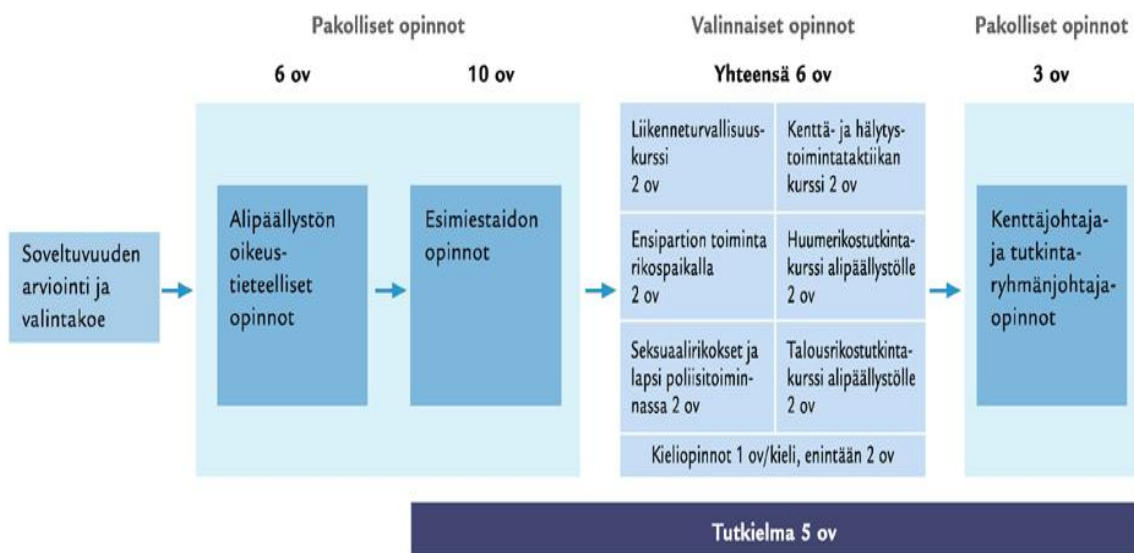 Pakolliset opinnot
Valinnaiset opinnot
Pakolliset opinnot
6 ov
10 ov
Yhteensä 6 ov
3 ov
Soveltuvuuden
arviointi ja
valintakoe
Alipäällystön
oikeus-
tieteelliset
opinnot
Esimiestaidon
opinnot
Liikenneturvallisuus-
kurssi
2 ov
Kenttä- ja hälytys-
toimintataktiikan
kurssi 2 ov
Ensipartion toiminta
rikospaikalla
2 ov
Huumerikostutkinta-
kurssi alipäällystölle
2 ov
Seksuaalirikokset ja
lapsi poliisitoimin-
nassa 2 ov
Talousrikostutkinta-
kurssi alipäällystölle
2 ov
Kieliopinnot 1 ov/kieli, enintään 2 ov
Kenttäjohtaja-
ja tutkinta-
ryhmänjohtaja-
opinnot
Tutkielma 5 ov